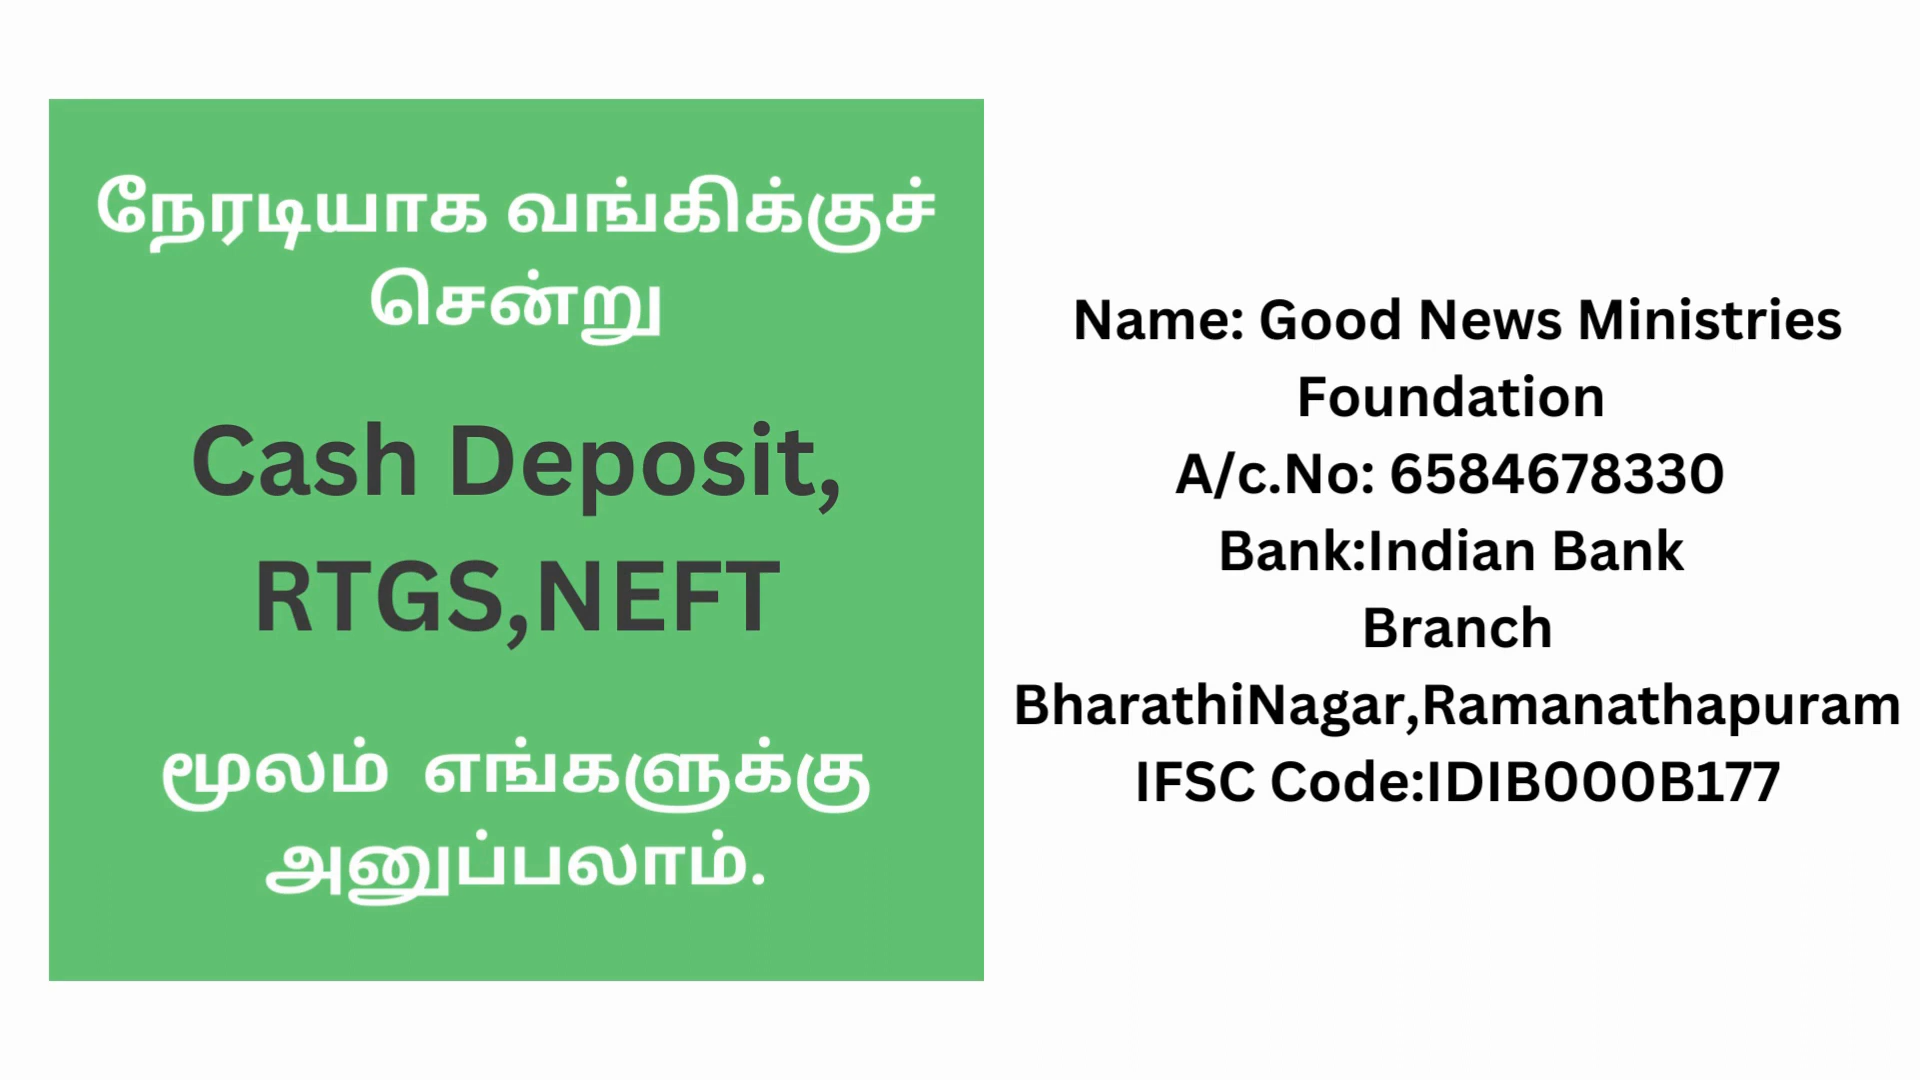 நேரடியாக வங்கிக்குச்
சென்று
Cash Deposit,
RTGS,NEFT
மூலம் எங்களுக்கு
அனுப்பலாம்.
Name: Good News Ministries
Foundation
A/c.No: 6584678330
Bank:Indian Bank
Branch
BharathiNagar,Ramanathapuram
IFSC Code:IDIB000B177